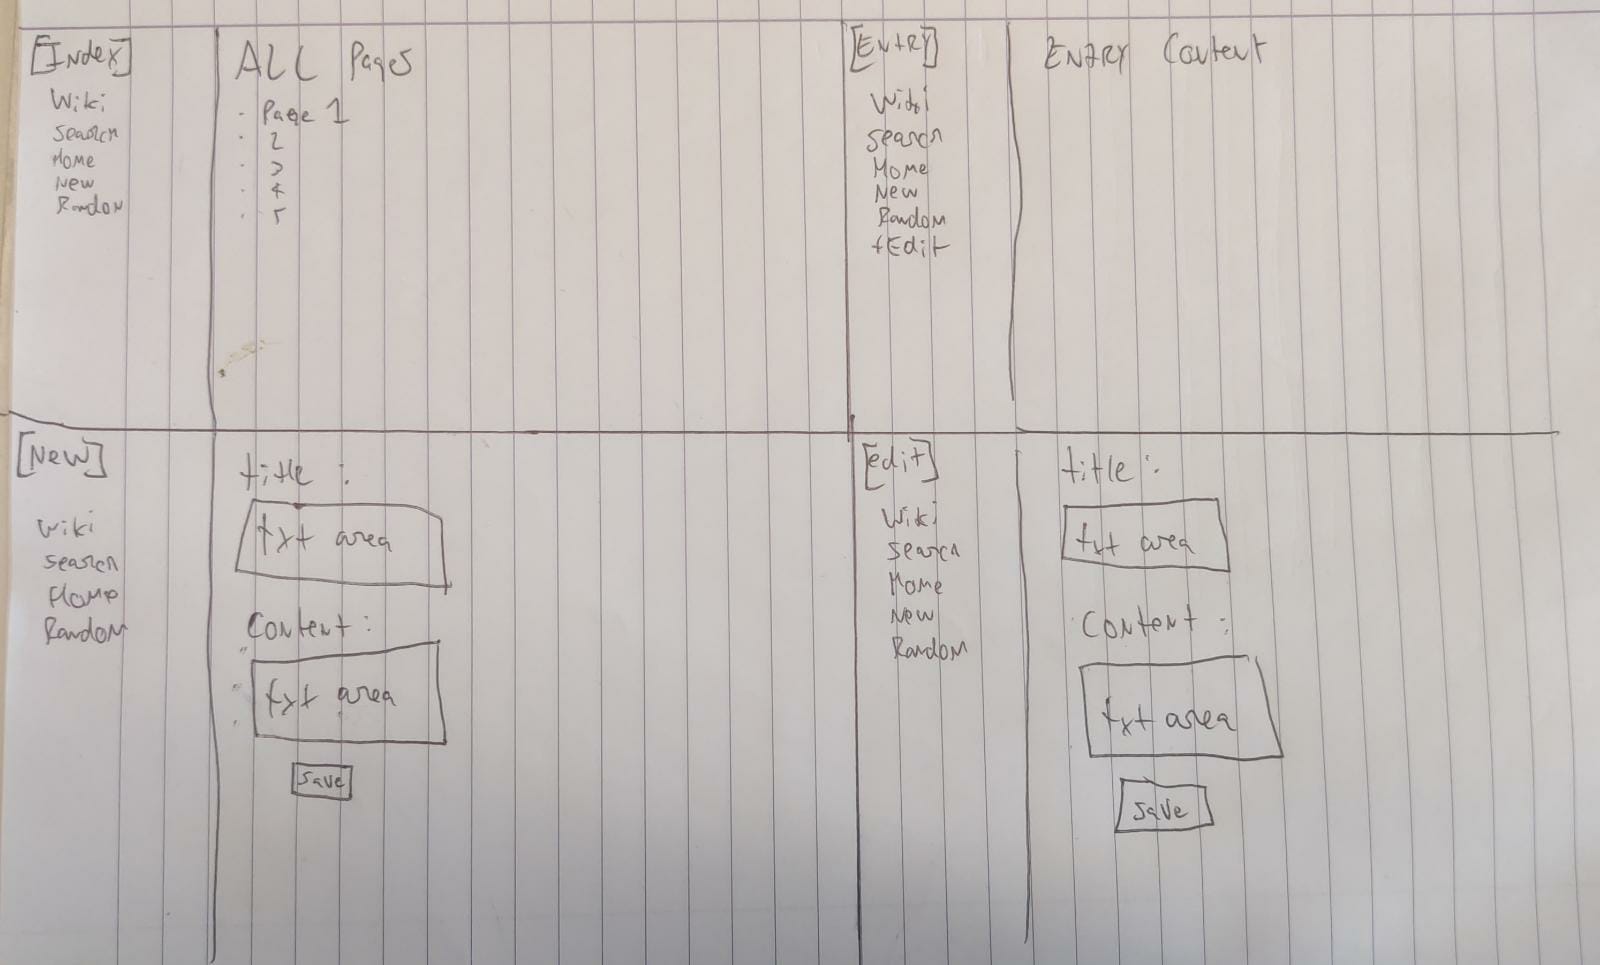 [Index]
Wiki
Search
Home
New
Random
ALL Pages
· Page 1
· 2
· 3
· 4
· 5
[Entry]
Wiki
Search
Home
New
Random
+Edit
ENTRY Content
[New]
Wiki
Search
Home
Random
title :
txt area
Content :
txt area
Save
[edit]
Wiki
Search
Home
New
Random
title :
txt area
Content :
txt area
Save